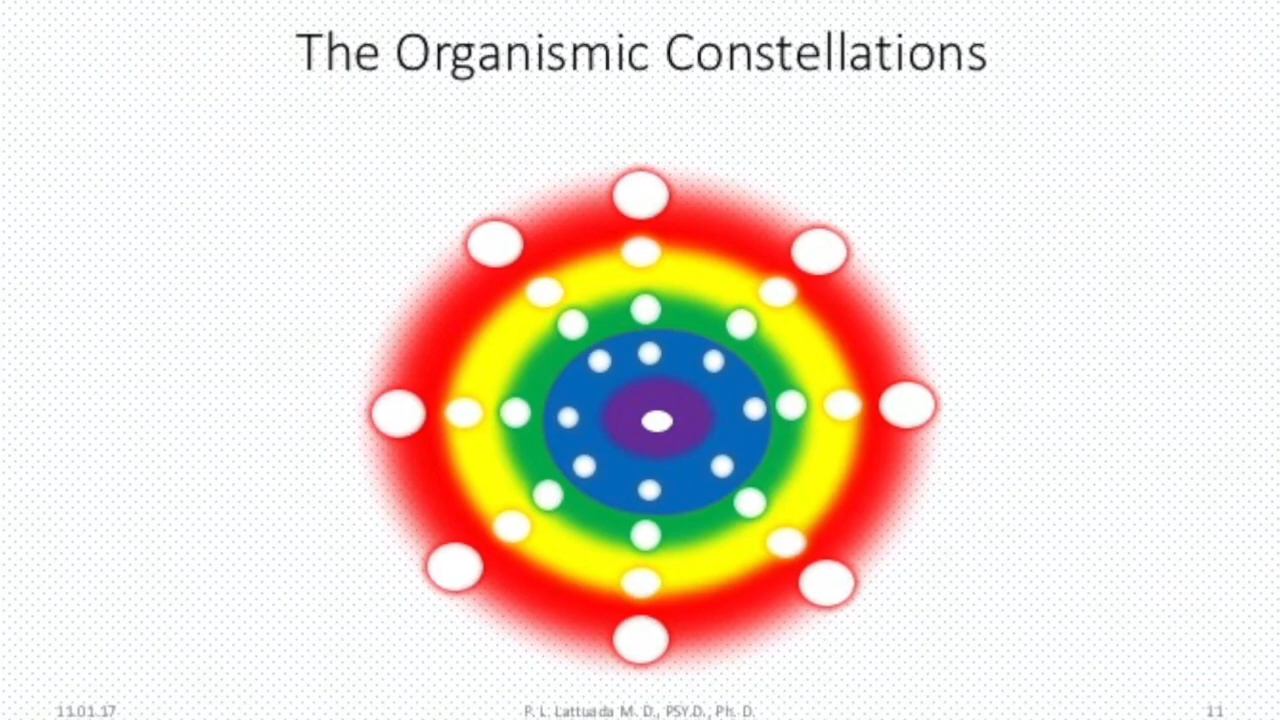 The Organismic Constellations
11.01.17
P. L. Lattuada M. D., PSY.D., Ph. D.
11